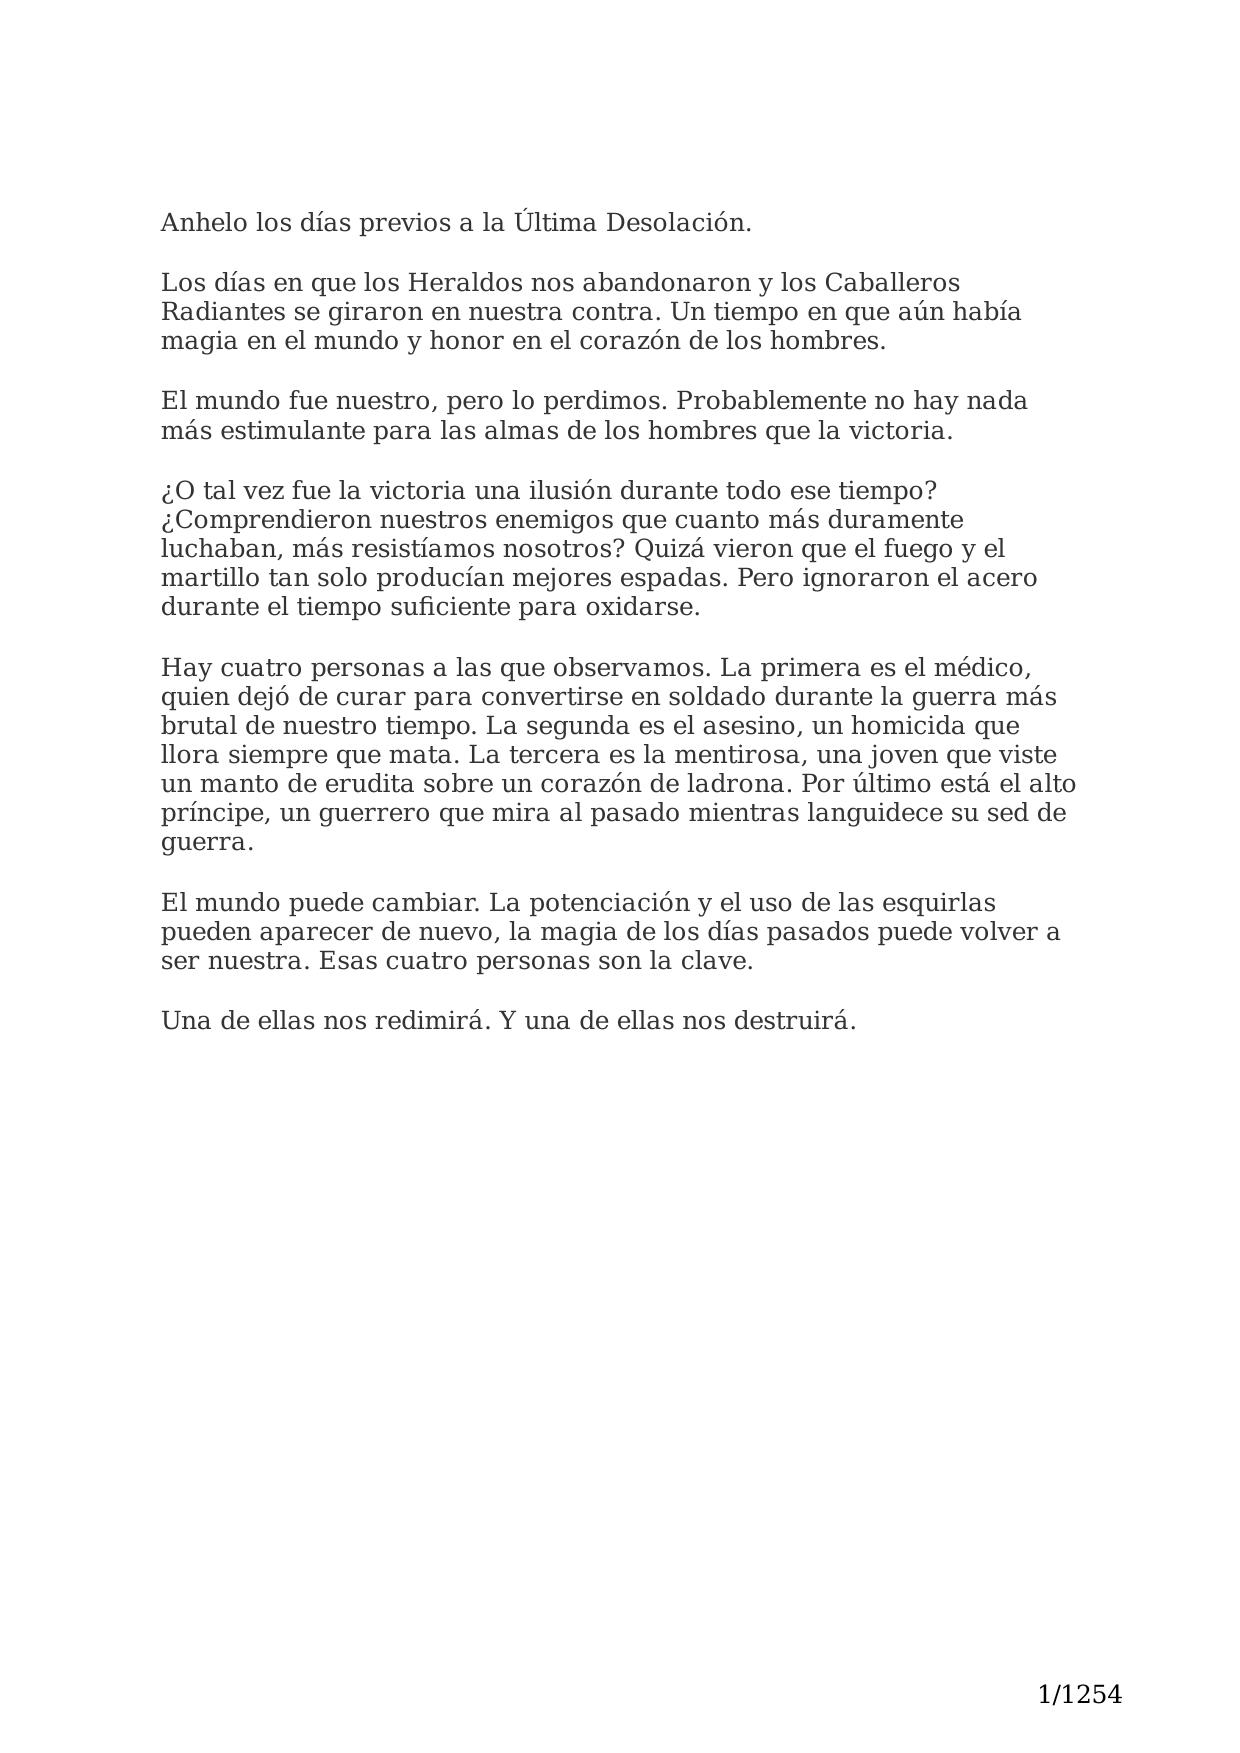 Anhelo los días previos a la Última Desolación.
Los días en que los Heraldos nos abandonaron y los Caballeros
Radiantes se giraron en nuestra contra. Un tiempo en que aún había
magia en el mundo y honor en el corazón de los hombres.
El mundo fue nuestro, pero lo perdimos. Probablemente no hay nada
más estimulante para las almas de los hombres que la victoria.
¿O tal vez fue la victoria una ilusión durante todo ese tiempo?
¿Comprendieron nuestros enemigos que cuanto más duramente
luchaban, más resistíamos nosotros? Quizá vieron que el fuego y el
martillo tan solo producían mejores espadas. Pero ignoraron el acero
durante el tiempo suficiente para oxidarse.
Hay cuatro personas a las que observamos. La primera es el médico,
quien dejó de curar para convertirse en soldado durante la guerra más
brutal de nuestro tiempo. La segunda es el asesino, un homicida que
llora siempre que mata. La tercera es la mentirosa, una joven que viste
un manto de erudita sobre un corazón de ladrona. Por último está el alto
príncipe, un guerrero que mira al pasado mientras languidece su sed de
guerra.
El mundo puede cambiar. La potenciación y el uso de las esquirlas
pueden aparecer de nuevo, la magia de los días pasados puede volver a
ser nuestra. Esas cuatro personas son la clave.
Una de ellas nos redimirá. Y una de ellas nos destruirá.
1/1254